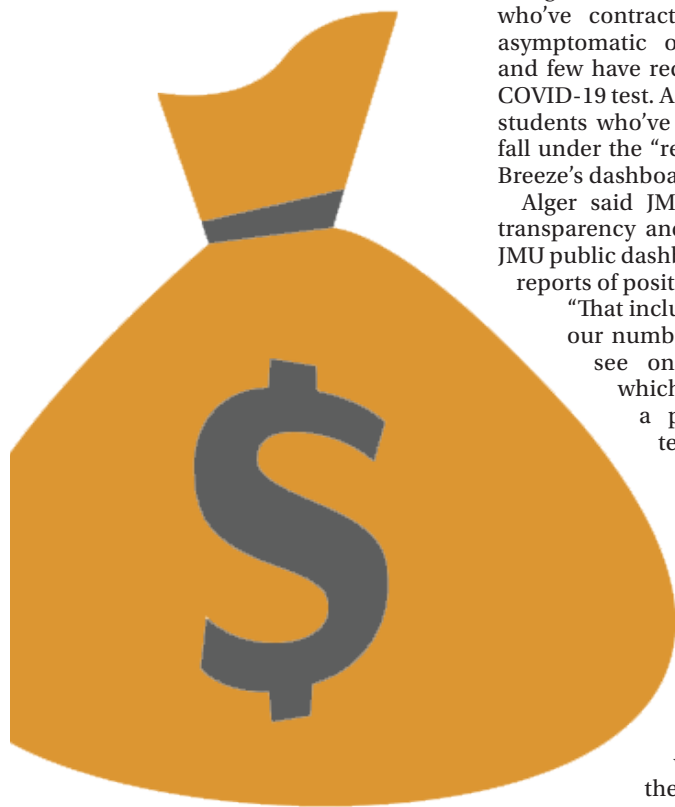 who've contract
asymptomatic o
and few have rec
COVID-19 test. A
students who've
fall under the "re
Breeze's dashboa
Alger said JM
transparency and
JMU public dashb
reports of posit
"That inclu
our numb
see on
which
a p
te
$
the